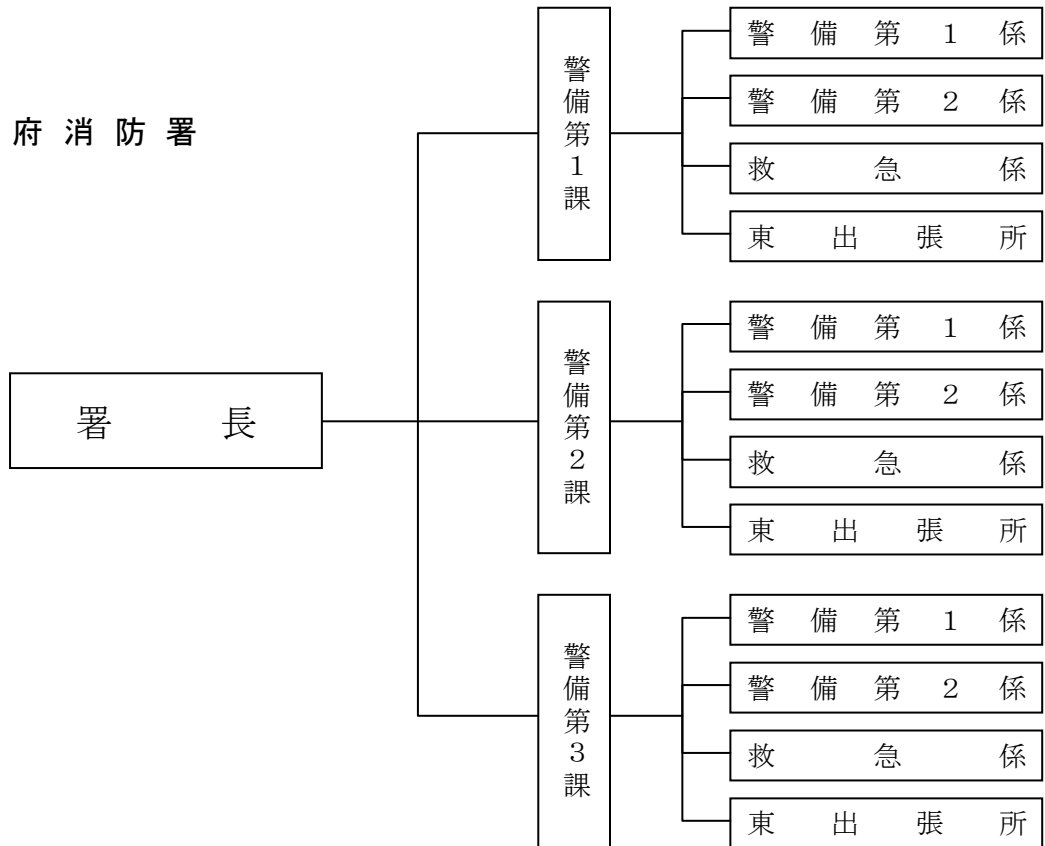 府消防署
署長
警備第１課
警備第１係
警備第２係
救急係
東出張所
警備第２課
警備第１係
警備第２係
救急係
東出張所
警備第３課
警備第１係
警備第２係
救急係
東出張所